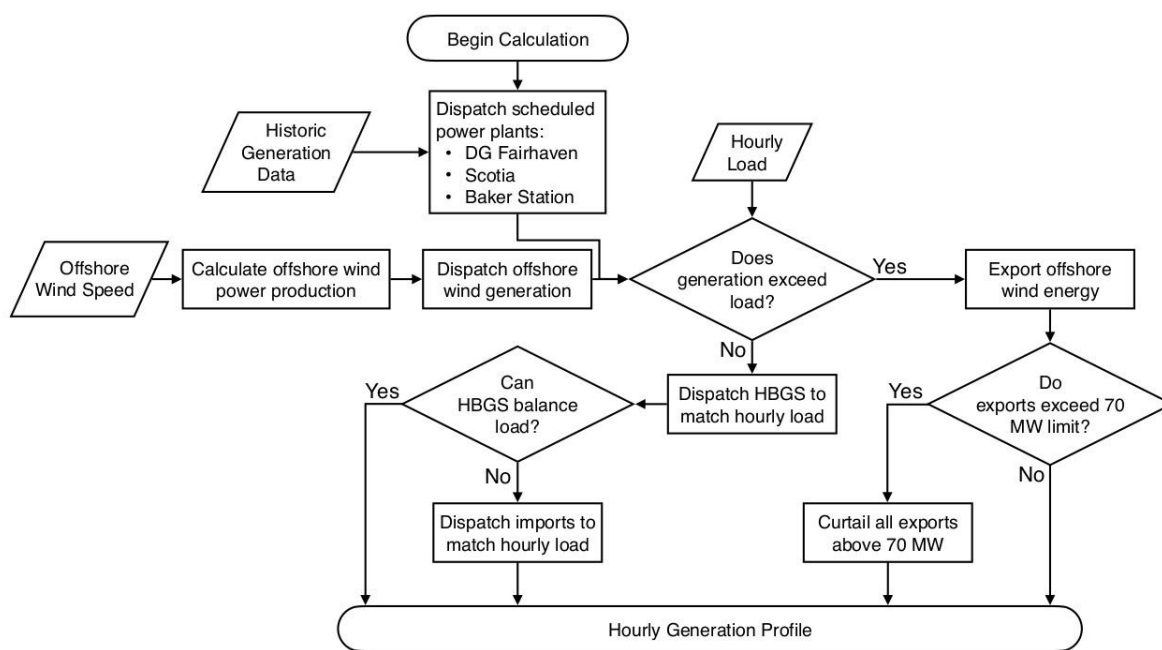 Begin Calculation
Historic
Generation
Data
Dispatch scheduled
power plants:
• DG Fairhaven
• Scotia
• Baker Station
Hourly
Load
Offshore
Wind Speed
Calculate offshore wind
power production
Dispatch offshore
wind generation
Does
generation exceed
load?
Yes
Export offshore
wind energy
No
Dispatch HBGS to
match hourly load
Can
HBGS balance
load?
Yes
No
Dispatch imports to
match hourly load
Do
exports exceed 70
MW limit?
Yes
No
Curtail all exports
above 70 MW
Hourly Generation Profile